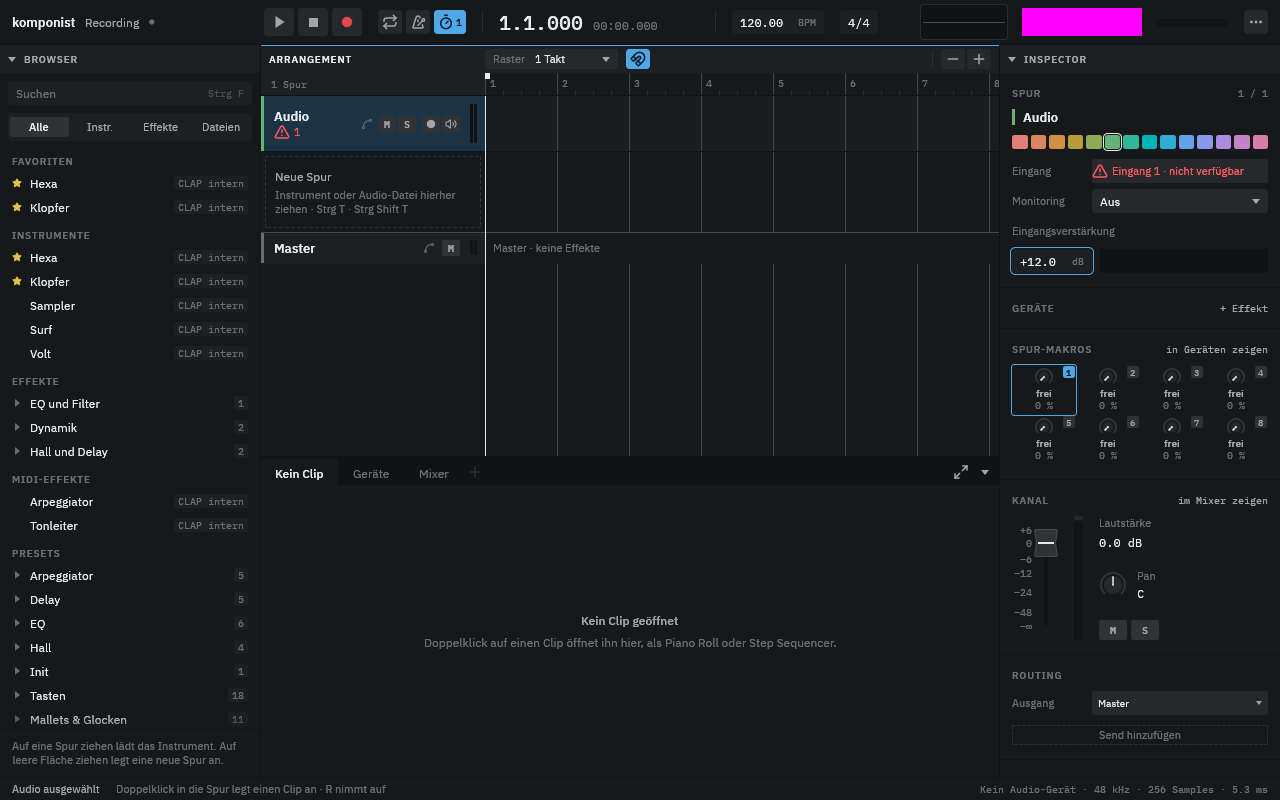 komponist Recording
1
1.1.000 00:00.000
120.00 BPM
4/4
BROWSER
Suchen Strg F
Alle Instr. Effekte Dateien
FAVORITEN
Hexa CLAP intern
Klopfer CLAP intern
INSTRUMENTE
Hexa CLAP intern
Klopfer CLAP intern
Sampler CLAP intern
Surf CLAP intern
Volt CLAP intern
EFFEKTE
EQ und Filter 1
Dynamik 2
Hall und Delay 2
MIDI-EFFEKTE
Arpeggiator CLAP intern
Tonleiter CLAP intern
PRESETS
Arpeggiator 5
Delay 5
EQ 6
Hall 4
Init 1
Tasten 18
Mallets & Glocken 11
Auf eine Spur ziehen lädt das Instrument. Auf
leere Fläche ziehen legt eine neue Spur an.
ARRANGEMENT
Raster 1 Takt
1 Spur
1 2 3 4 5 6 7 8
Audio
1
M S
Neue Spur
Instrument oder Audio-Datei hierher
ziehen · Strg T · Strg Shift T
Master M
Master · keine Effekte
Kein Clip Geräte Mixer
Kein Clip geöffnet
Doppelklick auf einen Clip öffnet ihn hier, als Piano Roll oder Step Sequencer.
INSPECTOR
SPUR 1 / 1
Audio
Eingang Eingang 1 · nicht verfügbar
Monitoring Aus
Eingangsverstärkung
+12.0 dB
GERÄTE + Effekt
SPUR-MAKROS in Geräten zeigen
1 2 3 4
frei frei frei frei
0 % 0 % 0 % 0 %
5 6 7 8
frei frei frei frei
0 % 0 % 0 % 0 %
KANAL im Mixer zeigen
+6
0
−6
−12
−24
−48
−∞
Lautstärke
0.0 dB
Pan
C
M S
ROUTING
Ausgang Master
Send hinzufügen
Audio ausgewählt Doppelklick in die Spur legt einen Clip an · R nimmt auf
Kein Audio-Gerät · 48 kHz · 256 Samples · 5.3 ms